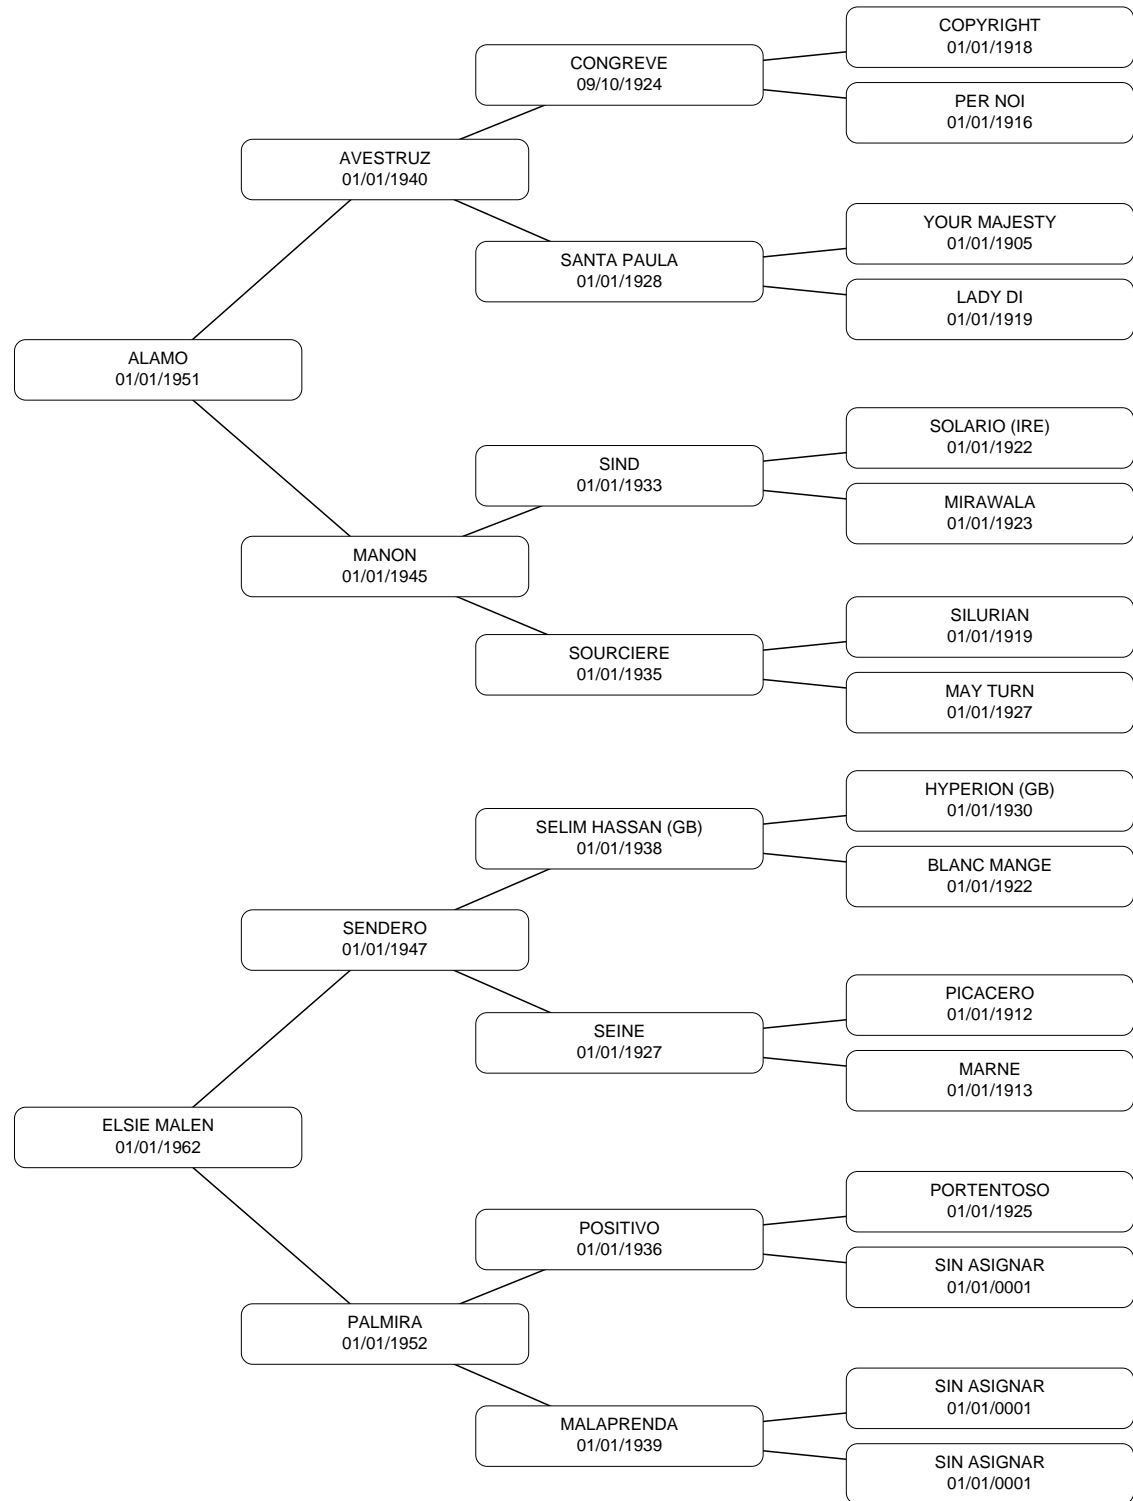 COPYRIGHT
01/01/1918
CONGREVE
09/10/1924
PER NOI
01/01/1916
AVESTRUZ
01/01/1940
YOUR MAJESTY
01/01/1905
SANTA PAULA
01/01/1928
LADY DI
01/01/1919
ALAMO
01/01/1951
SOLARIO (IRE)
01/01/1922
SIND
01/01/1933
MIRAWALA
01/01/1923
MANON
01/01/1945
SILURIAN
01/01/1919
SOURCIERE
01/01/1935
MAY TURN
01/01/1927
HYPERION (GB)
01/01/1930
SELIM HASSAN (GB)
01/01/1938
BLANC MANGE
01/01/1922
SENDERO
01/01/1947
PICACERO
01/01/1912
SEINE
01/01/1927
MARNE
01/01/1913
ELSIE MALEN
01/01/1962
PORTENTOSO
01/01/1925
POSITIVO
01/01/1936
SIN ASIGNAR
01/01/0001
PALMIRA
01/01/1952
SIN ASIGNAR
01/01/0001
MALAPRENDA
01/01/1939
SIN ASIGNAR
01/01/0001